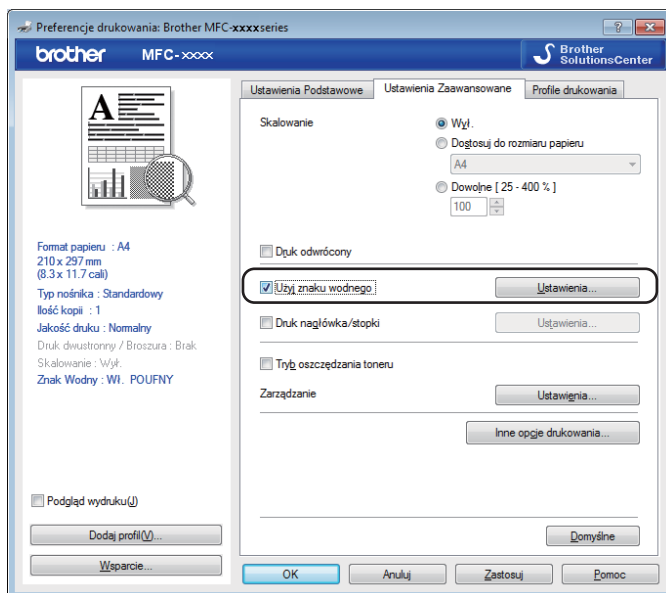 Preferencje drukowania: Brother MFC-xxxx series
brother MFC-xxxx
Brother
SolutionsCenter
Ustawienia Podstawowe
Ustawienia Zaawansowane
Profile drukowania
A
Skalowanie
Wył.
Dostosuj do rozmiaru papieru
A4
Dowolne [ 25 - 400 % ]
100
Druk odwrócony
Użyj znaku wodnego
Ustawienia...
Druk nagłówka/stopki
Ustawienia...
Tryb oszczędzania toneru
Zarządzanie
Ustawienia...
Inne opcje drukowania...
Domyślne
Format papieru : A4
210 x 297 mm
(8.3 x 11.7 cali)
Typ nośnika : Standardowy
Ilość kopii : 1
Jakość druku : Normalny
Druk dwustronny / Broszura : Brak
Skalowanie : Wył.
Znak Wodny : Wł. POUFNY
Podgląd wydruku(J)
Dodaj profil(V)...
Wsparcie...
OK
Anuluj
Zastosuj
Pomoc